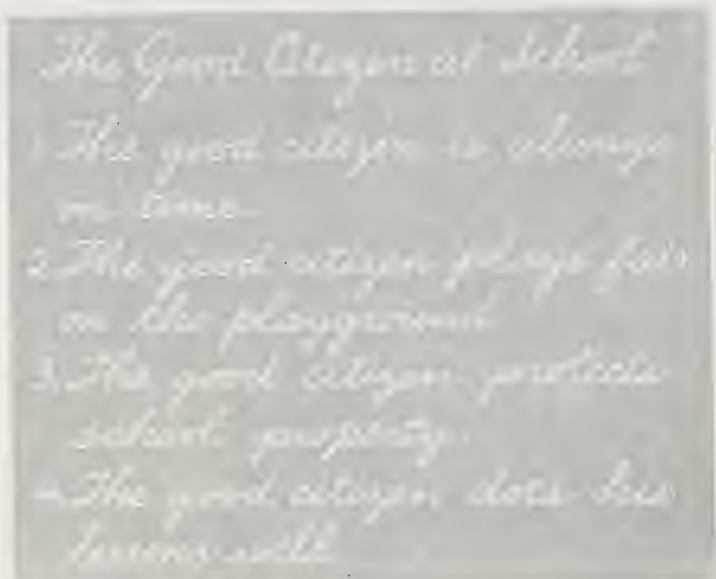 The Good Citizen at School
1. The good citizen is always
on time.
2. The good citizen plays fair
on the playground.
3. The good citizen protects
school property.
4. The good citizen does his
lessons well.